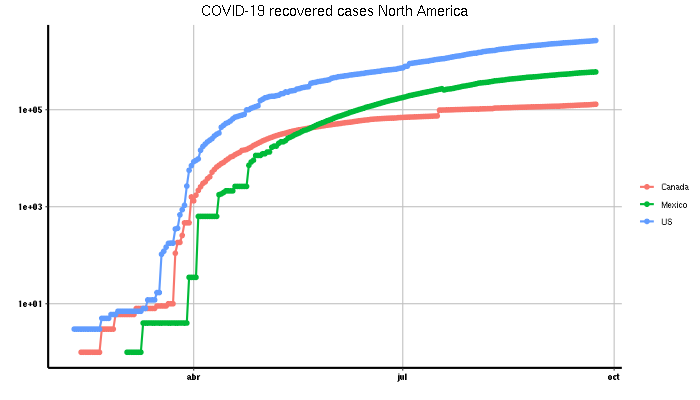 COVID-19 recovered cases North America
1e+05
1e+03
1e+01
abr
jul
oct
Canada
Mexico
US